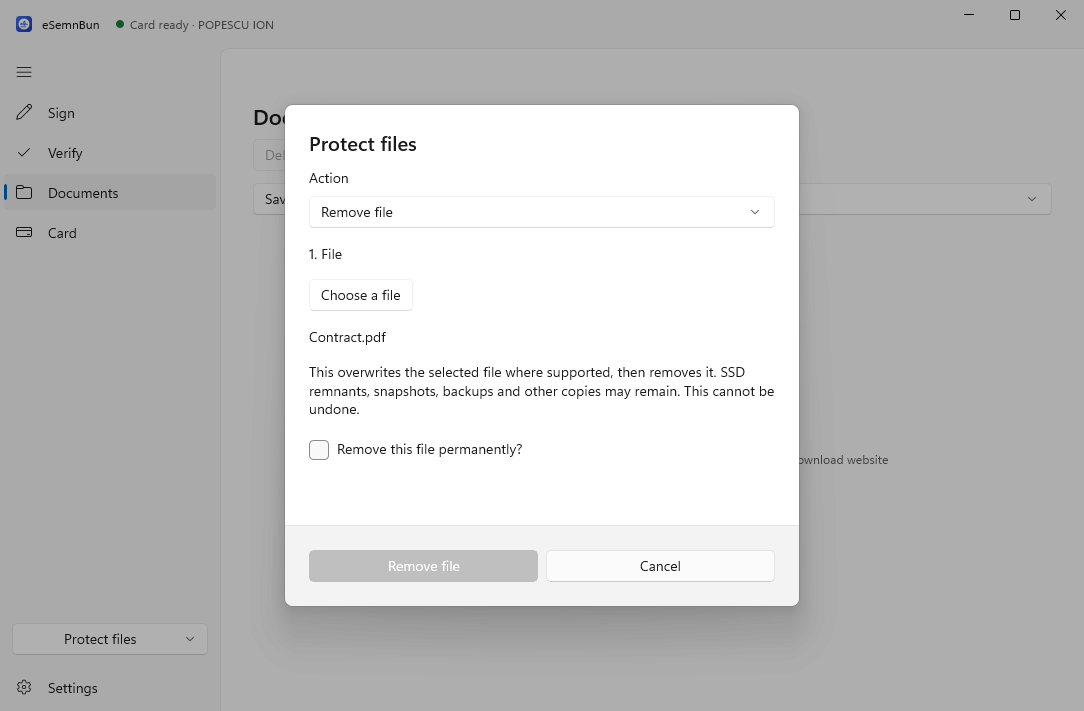 eSemnBun
Card ready · POPESCU ION
Sign
Verify
Documents
Card
Protect files
Action
Remove file
1. File
Choose a file
Contract.pdf
This overwrites the selected file where supported, then removes it. SSD
remnants, snapshots, backups and other copies may remain. This cannot be
undone.
Remove this file permanently?
website
Remove file
Cancel
Protect files
Settings